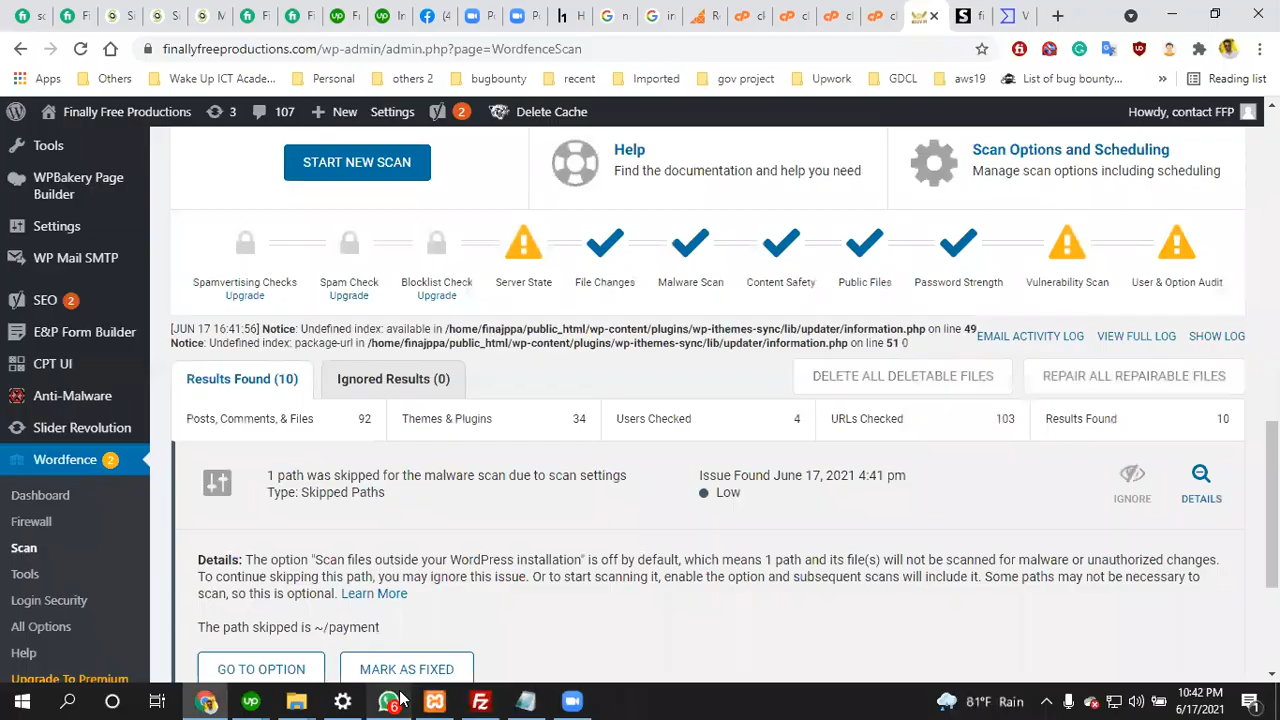 finallyfreeproductions.com/wp-admin/admin.php?page=WordfenceScan
Apps Others Wake Up ICT Acade... Personal others 2 bugbounty recent Imported gov project Upwork GDCL aws19 List of bug bounty... » Reading list
Finally Free Productions 3 107 New Settings 2 Delete Cache Howdy, contact FFP
Tools
WPBakery Page
Builder
Settings
WP Mail SMTP
SEO 2
E&P Form Builder
CPT UI
Anti-Malware
Slider Revolution
Wordfence 2
Dashboard
Firewall
Scan
Tools
Login Security
All Options
Help
Upgrade To Premium
START NEW SCAN
Help
Find the documentation and help you need
Scan Options and Scheduling
Manage scan options including scheduling
Spamvertising Checks Spam Check Blocklist Check Server State File Changes Malware Scan Content Safety Public Files Password Strength Vulnerability Scan User & Option Audit
Upgrade Upgrade Upgrade
[JUN 17 16:41:56] Notice: Undefined index: available in /home/finajppa/public_html/wp-content/plugins/wp-ithemes-sync/lib/updater/information.php on line 49
Notice: Undefined index: package-url in /home/finajppa/public_html/wp-content/plugins/wp-ithemes-sync/lib/updater/information.php on line 51 0
EMAIL ACTIVITY LOG VIEW FULL LOG SHOW LOG
Results Found (10) Ignored Results (0) DELETE ALL DELETABLE FILES REPAIR ALL REPAIRABLE FILES
Posts, Comments, & Files 92 Themes & Plugins 34 Users Checked 4 URLs Checked 103 Results Found 10
1 path was skipped for the malware scan due to scan settings
Type: Skipped Paths
Issue Found June 17, 2021 4:41 pm
Low
IGNORE DETAILS
Details: The option "Scan files outside your WordPress installation" is off by default, which means 1 path and its file(s) will not be scanned for malware or unauthorized changes.
To continue skipping this path, you may ignore this issue. Or to start scanning it, enable the option and subsequent scans will include it. Some paths may not be necessary to
scan, so this is optional. Learn More
The path skipped is ~/payment
GO TO OPTION MARK AS FIXED
6 81°F Rain 10:42 PM
6/17/2021 1